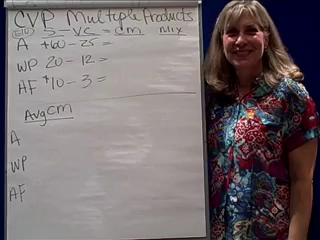 CVP Multiple Products
S - VC = CM Mix
A $60 - 25 =
WP 20 - 12 =
AF $10 - 3 =
Avg CM
A
WP
AF